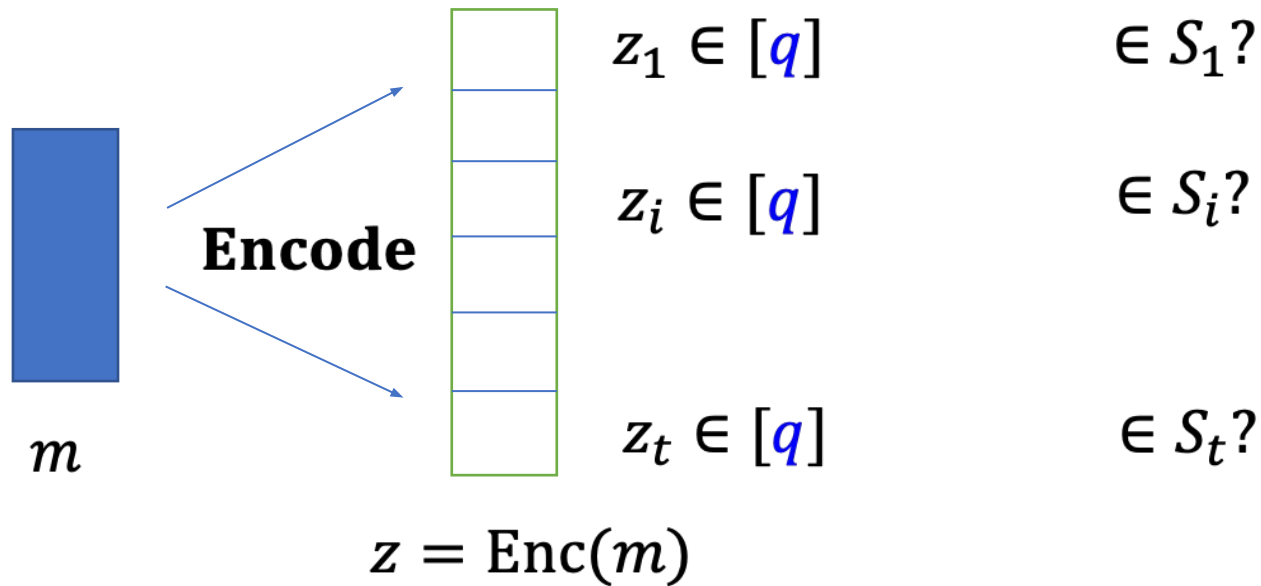 z₁ ∈ [q] ∈ S₁?
zᵢ ∈ [q] ∈ Sᵢ?
Encode
zₜ ∈ [q] ∈ Sₜ?
m
z = Enc(m)